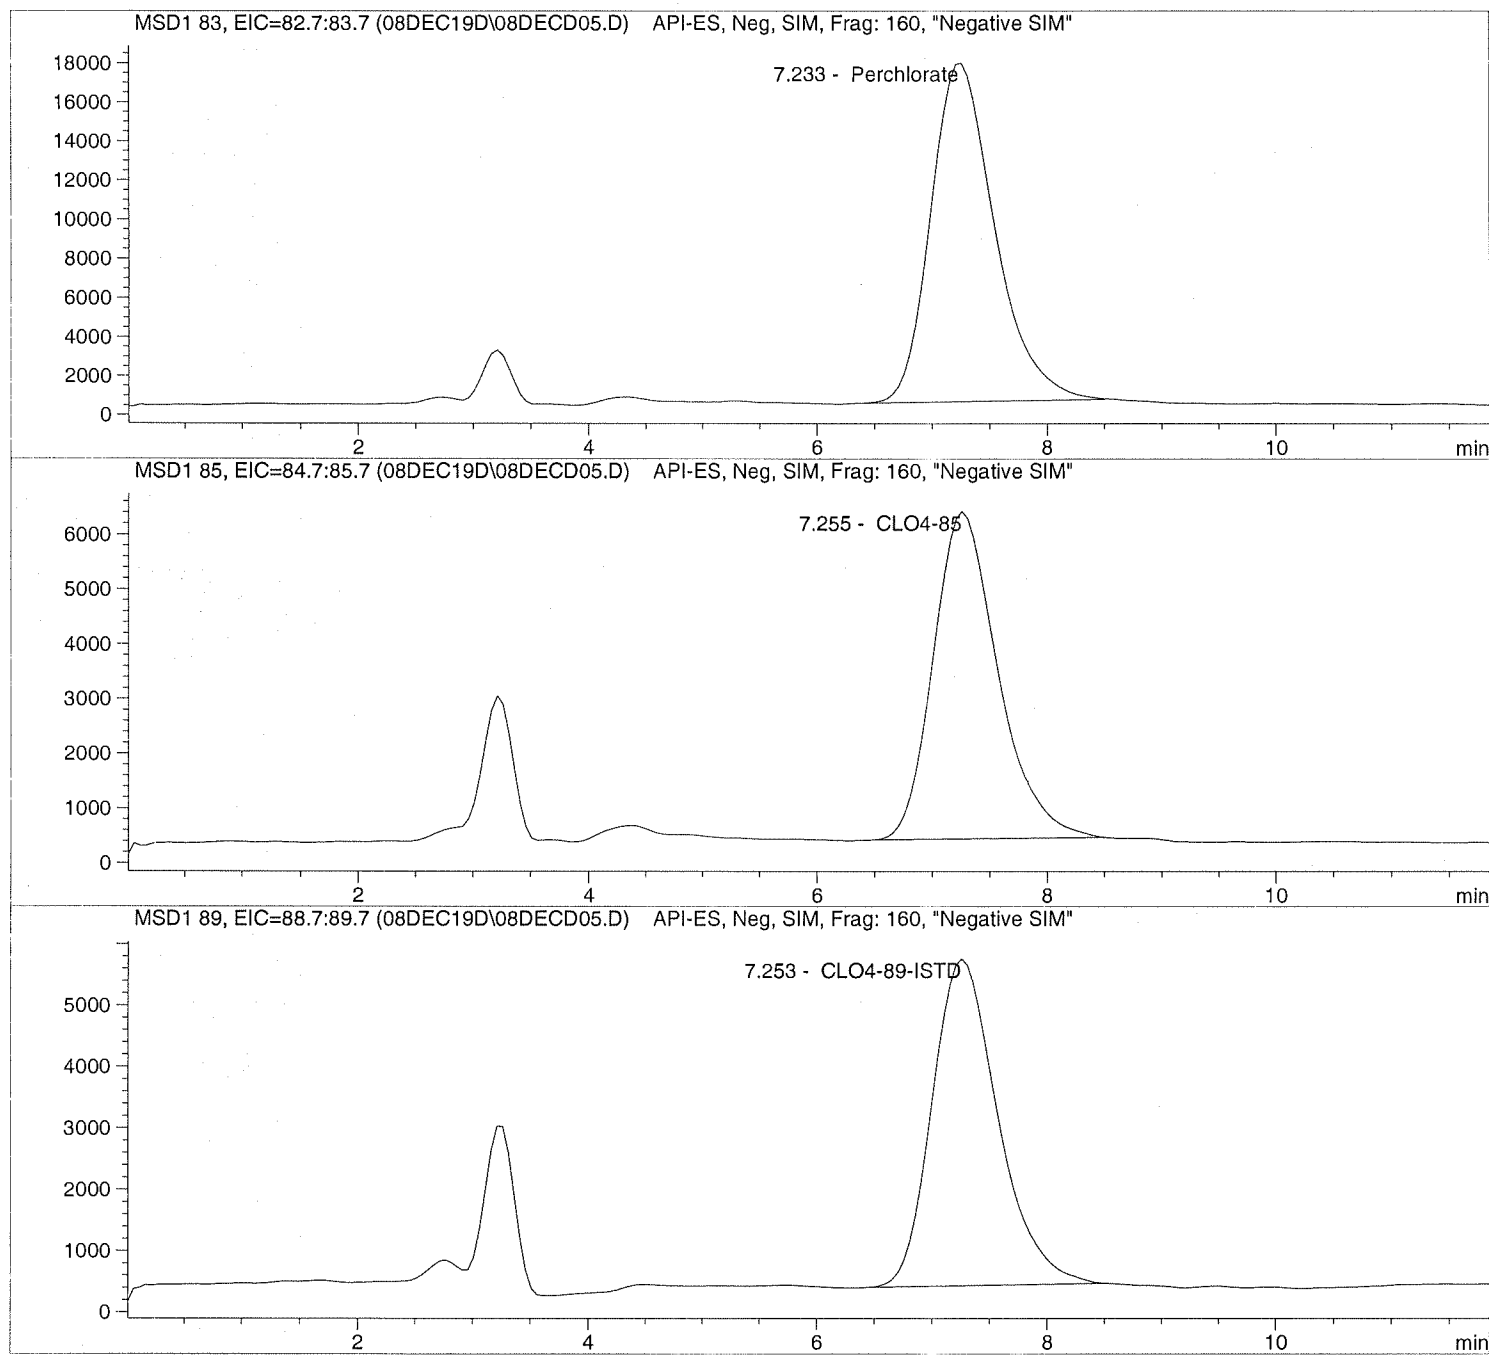 MSD1 83, EIC=82.7:83.7 (08DEC19D\08DECD05.D) API-ES, Neg, SIM, Frag: 160, "Negative SIM"
7.233 - Perchlorate
18000
16000
14000
12000
10000
8000
6000
4000
2000
0
2 4 6 8 10 min
MSD1 85, EIC=84.7:85.7 (08DEC19D\08DECD05.D) API-ES, Neg, SIM, Frag: 160, "Negative SIM"
7.255 - CLO4-85
6000
5000
4000
3000
2000
1000
0
2 4 6 8 10 min
MSD1 89, EIC=88.7:89.7 (08DEC19D\08DECD05.D) API-ES, Neg, SIM, Frag: 160, "Negative SIM"
7.253 - CLO4-89-ISTD
5000
4000
3000
2000
1000
0
2 4 6 8 10 min